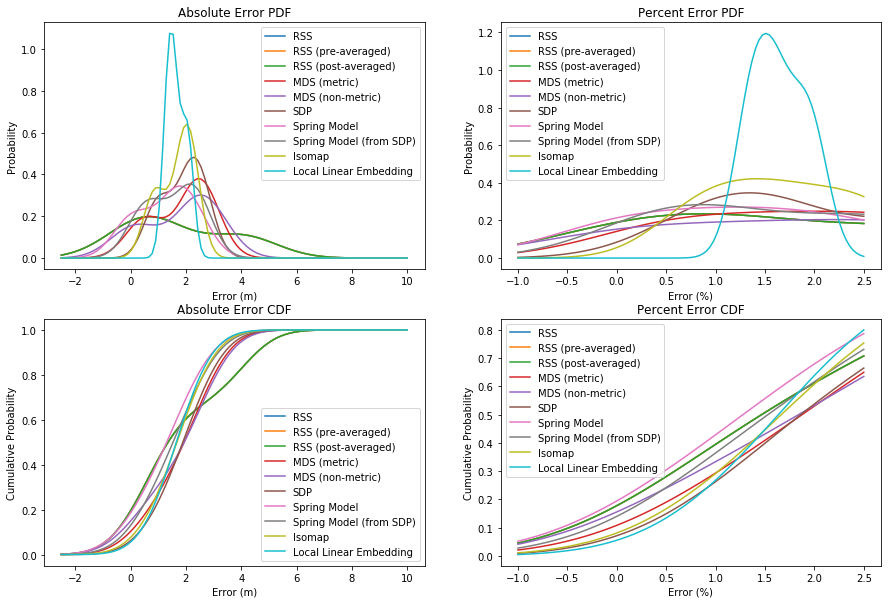 Absolute Error PDF
Probability
1.0
0.8
0.6
0.4
0.2
0.0
RSS
RSS (pre-averaged)
RSS (post-averaged)
MDS (metric)
MDS (non-metric)
SDP
Spring Model
Spring Model (from SDP)
Isomap
Local Linear Embedding
−2 0 2 4 6 8 10
Error (m)
Percent Error PDF
Probability
1.2
1.0
0.8
0.6
0.4
0.2
0.0
RSS
RSS (pre-averaged)
RSS (post-averaged)
MDS (metric)
MDS (non-metric)
SDP
Spring Model
Spring Model (from SDP)
Isomap
Local Linear Embedding
−1.0 −0.5 0.0 0.5 1.0 1.5 2.0 2.5
Error (%)
Absolute Error CDF
Cumulative Probability
1.0
0.8
0.6
0.4
0.2
0.0
RSS
RSS (pre-averaged)
RSS (post-averaged)
MDS (metric)
MDS (non-metric)
SDP
Spring Model
Spring Model (from SDP)
Isomap
Local Linear Embedding
−2 0 2 4 6 8 10
Error (m)
Percent Error CDF
Cumulative Probability
0.8
0.7
0.6
0.5
0.4
0.3
0.2
0.1
0.0
RSS
RSS (pre-averaged)
RSS (post-averaged)
MDS (metric)
MDS (non-metric)
SDP
Spring Model
Spring Model (from SDP)
Isomap
Local Linear Embedding
−1.0 −0.5 0.0 0.5 1.0 1.5 2.0 2.5
Error (%)